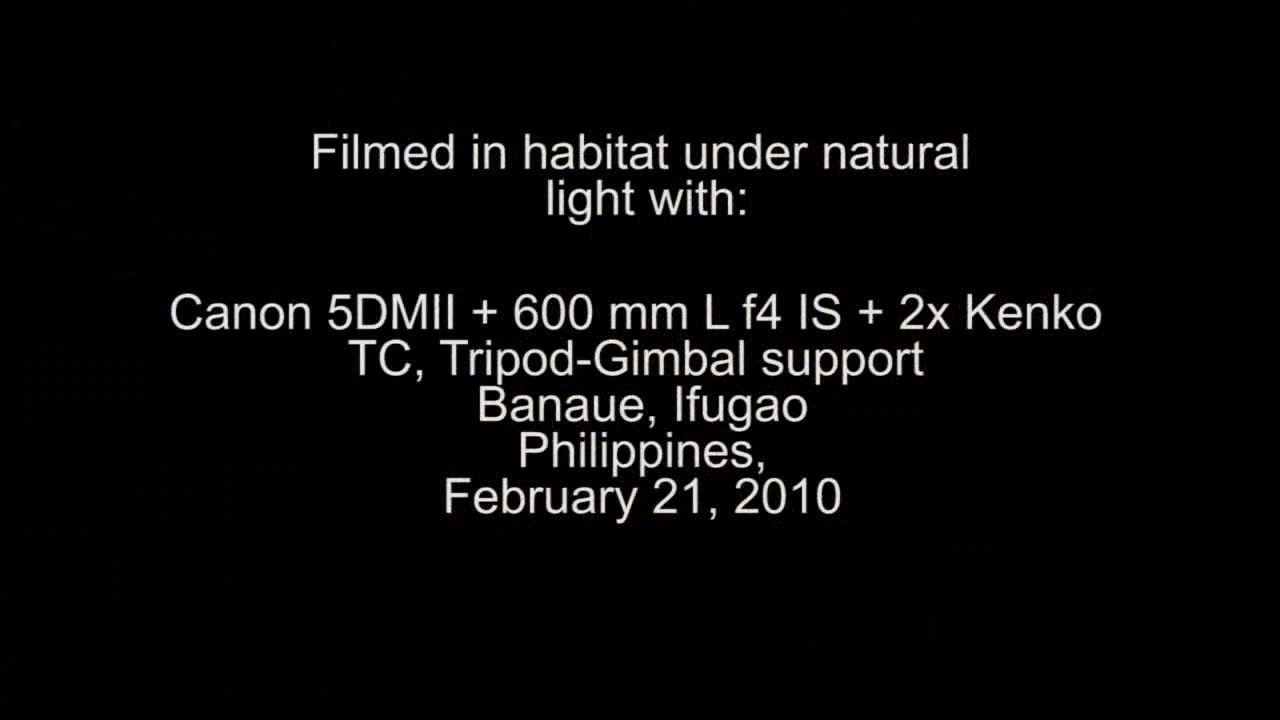 Filmed in habitat under natural
light with:
Canon 5DMII + 600 mm L f4 IS + 2x Kenko
TC, Tripod-Gimbal support
Banaue, Ifugao
Philippines,
February 21, 2010